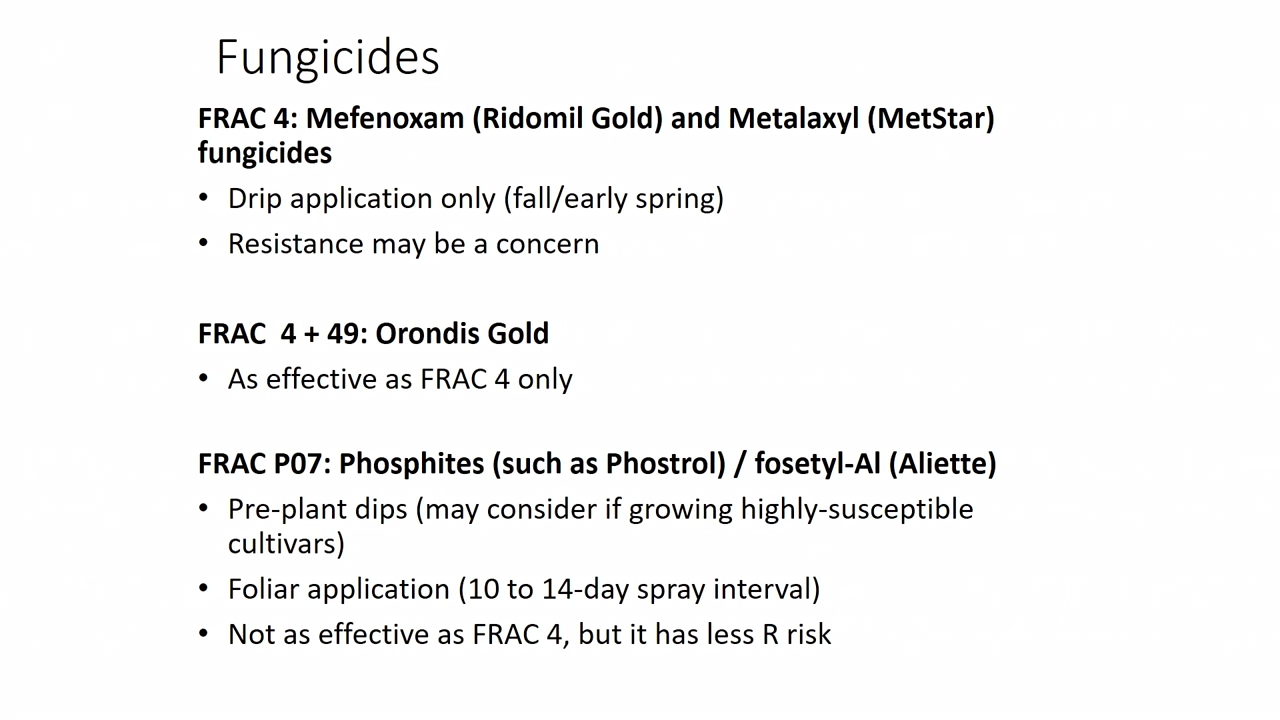 Fungicides
FRAC 4: Mefenoxam (Ridomil Gold) and Metalaxyl (MetStar)
fungicides
• Drip application only (fall/early spring)
• Resistance may be a concern
FRAC  4 + 49: Orondis Gold
• As effective as FRAC 4 only
FRAC P07: Phosphites (such as Phostrol) / fosetyl-Al (Aliette)
• Pre-plant dips (may consider if growing highly-susceptible
cultivars)
• Foliar application (10 to 14-day spray interval)
• Not as effective as FRAC 4, but it has less R risk